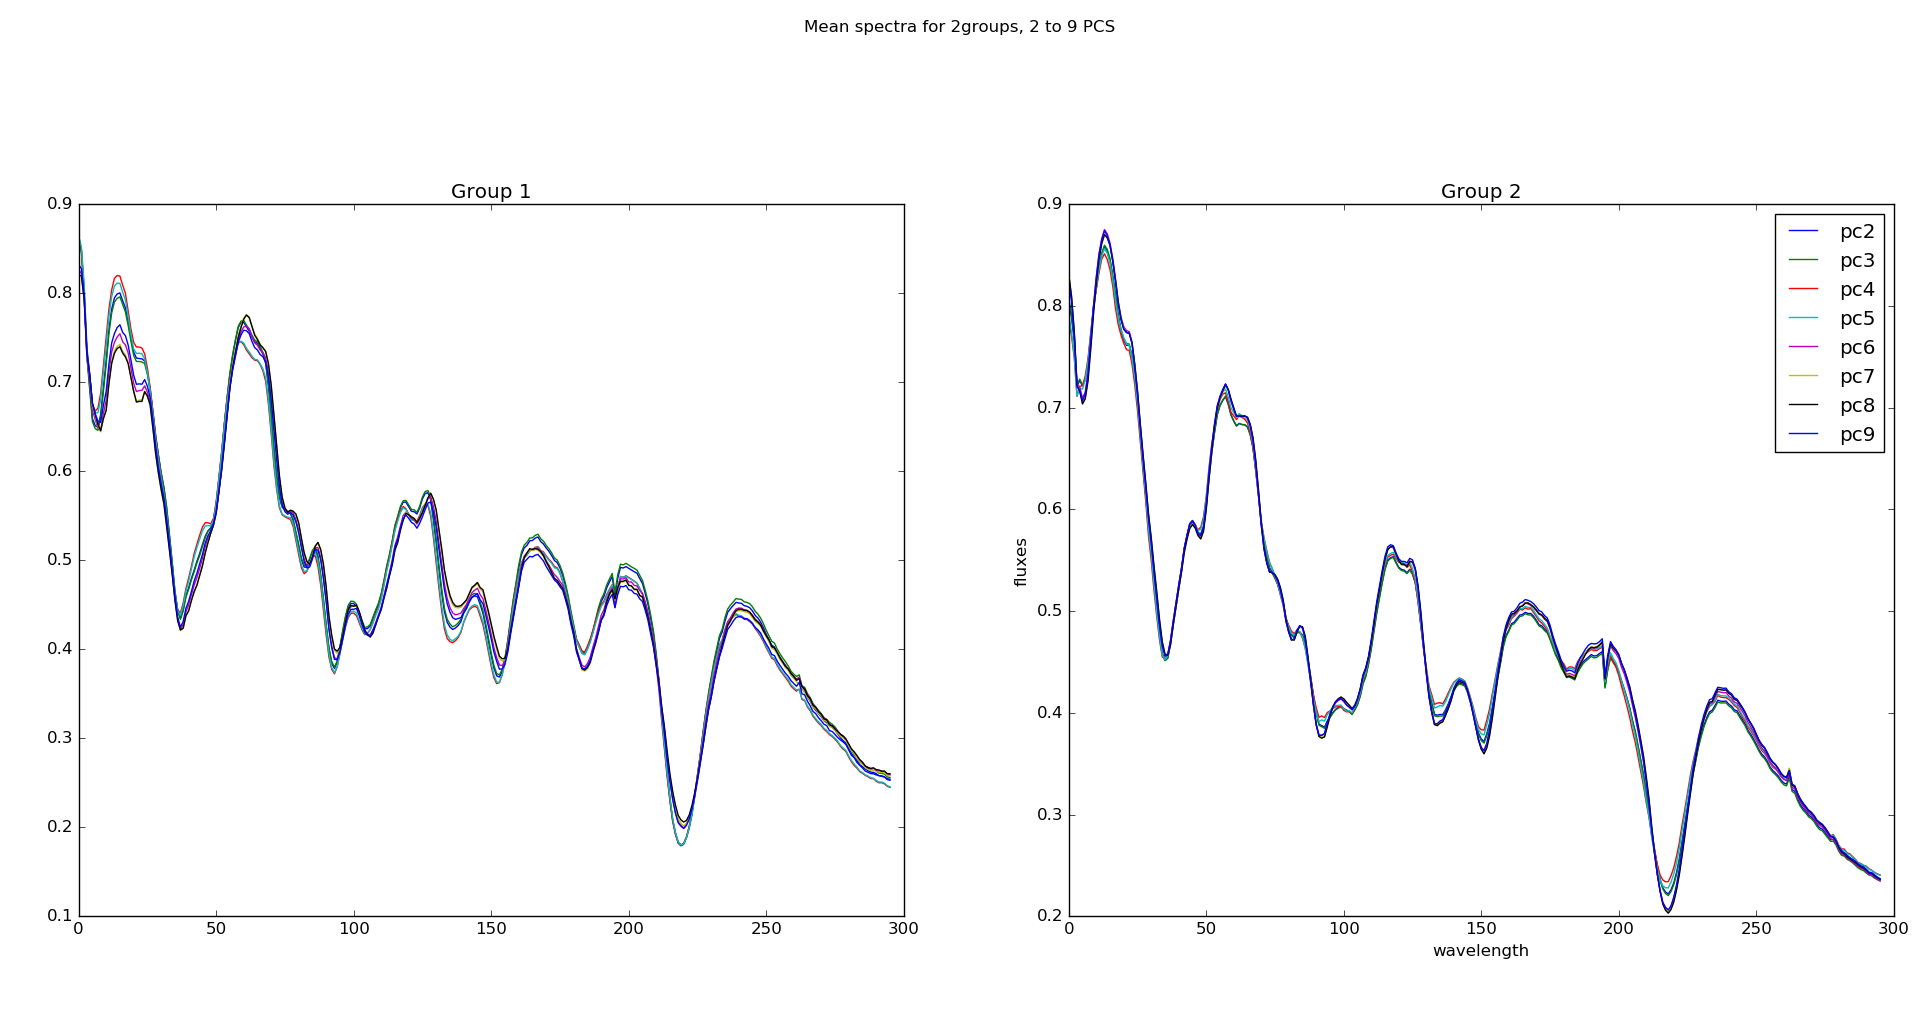 Mean spectra for 2groups, 2 to 9 PCS
Group 1
0.9
0.8
0.7
0.6
0.5
0.4
0.3
0.2
0.1
0 50 100 150 200 250 300
Group 2
fluxes
0.9
0.8
0.7
0.6
0.5
0.4
0.3
0.2
0 50 100 150 200 250 300
wavelength
pc2
pc3
pc4
pc5
pc6
pc7
pc8
pc9